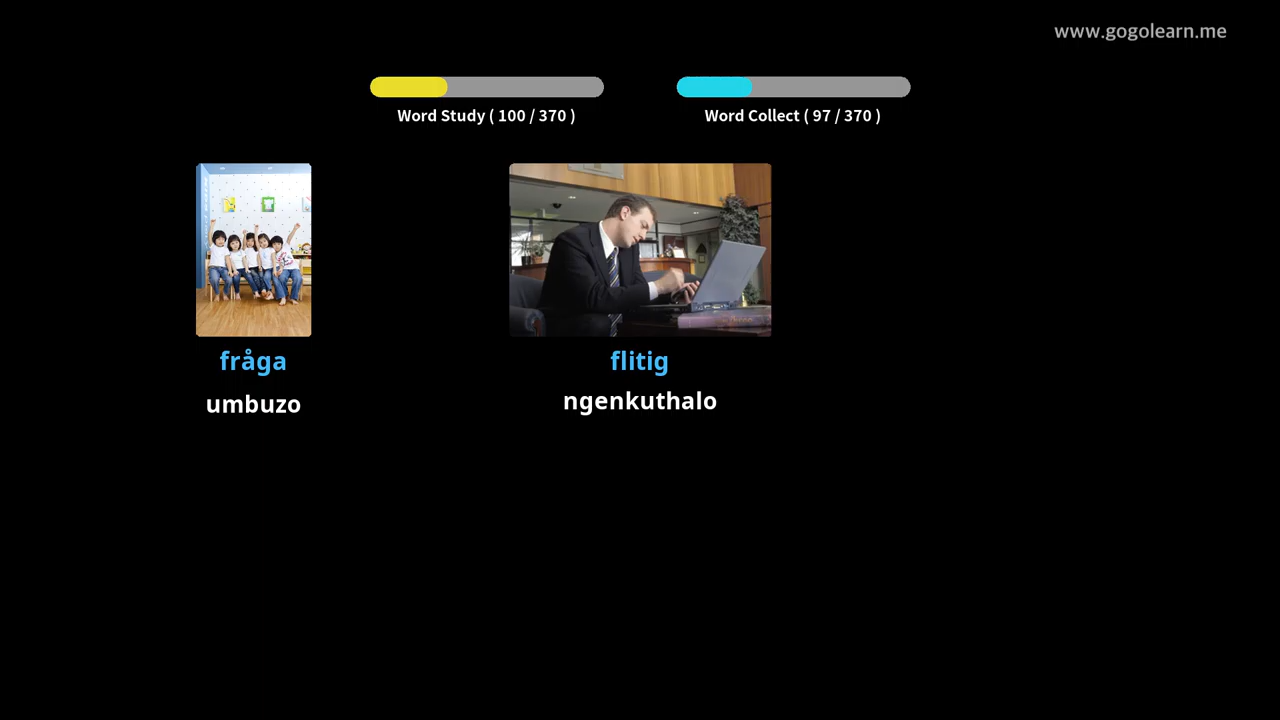 www.gogolearn.me
Word Study ( 100 / 370 )
Word Collect ( 97 / 370 )
fråga
umbuzo
flitig
ngenkuthalo